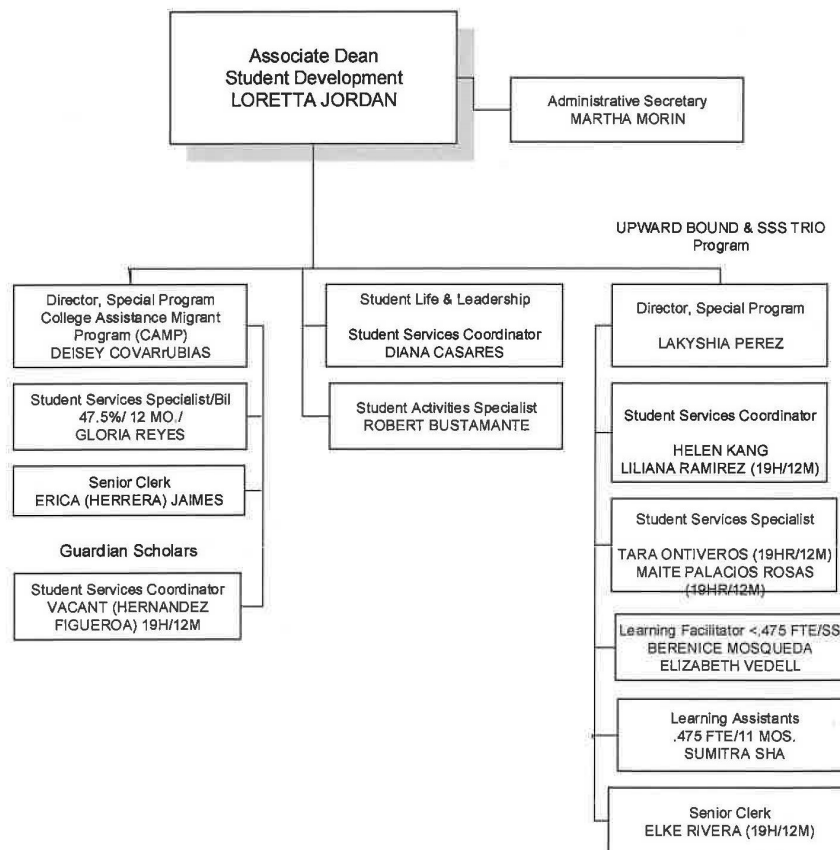 Associate Dean
Student Development
LORETTA JORDAN
Administrative Secretary
MARTHA MORIN
UPWARD BOUND & SSS TRIO
Program
Director, Special Program
College Assistance Migrant
Program (CAMP)
DEISEY COVARrUBIAS
Student Services Specialist/Bil
47.5%/ 12 MO./
GLORIA REYES
Senior Clerk
ERICA (HERRERA) JAIMES
Guardian Scholars
Student Services Coordinator
VACANT (HERNANDEZ
FIGUEROA) 19H/12M
Student Life & Leadership
Student Services Coordinator
DIANA CASARES
Student Activities Specialist
ROBERT BUSTAMANTE
Director, Special Program
LAKYSHIA PEREZ
Student Services Coordinator
HELEN KANG
LILIANA RAMIREZ (19H/12M)
Student Services Specialist
TARA ONTIVEROS (19HR/12M)
MAITE PALACIOS ROSAS
(19HR/12M)
Learning Facilitator <.475 FTE/SS
BERENICE MOSQUEDA
ELIZABETH VEDELL
Learning Assistants
.475 FTE/11 MOS.
SUMITRA SHA
Senior Clerk
ELKE RIVERA (19H/12M)